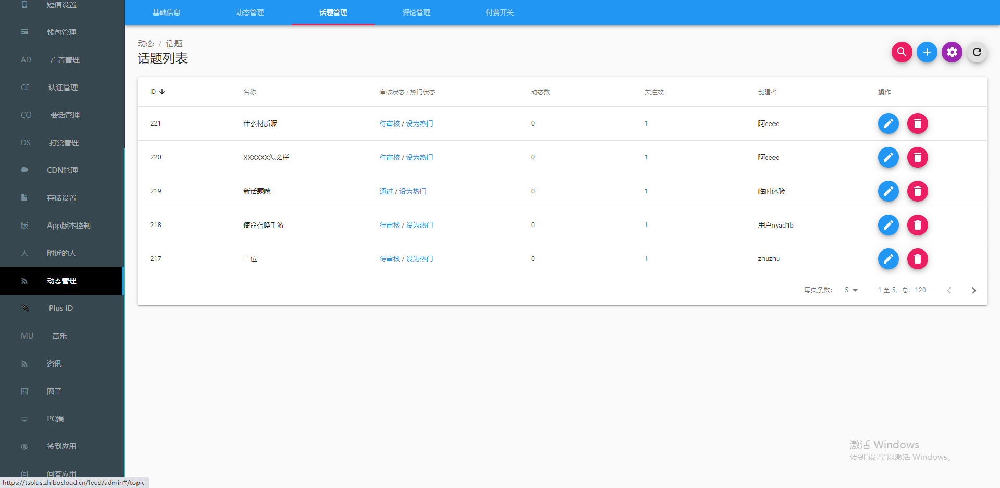 短信设置
钱包管理
AD 广告管理
CE 认证管理
CO 会话管理
DS 打赏管理
CDN管理
存储设置
版 App版本控制
人 附近的人
动态管理
Plus ID
MU 音乐
资讯
圈 圈子
PC端
签到应用
问 问答应用
https://tsplus.zhibocloud.cn/feed/admin#/topic
基础信息 动态管理 话题管理 评论管理 付费开关
动态 / 话题
话题列表
ID 名称 审核状态 / 热门状态 动态数 关注数 创建者 操作
221 什么材质呢 待审核 / 设为热门 0 1 阿eeee
220 XXXXXX怎么样 待审核 / 设为热门 0 1 阿eeee
219 新话题哦 通过 / 设为热门 0 1 临时体验
218 使命召唤手游 待审核 / 设为热门 0 1 用户nyad1b
217 二位 待审核 / 设为热门 0 1 zhuzhu
每页条数： 5 1 至 5，总：120
激活 Windows
转到"设置"以激活 Windows。